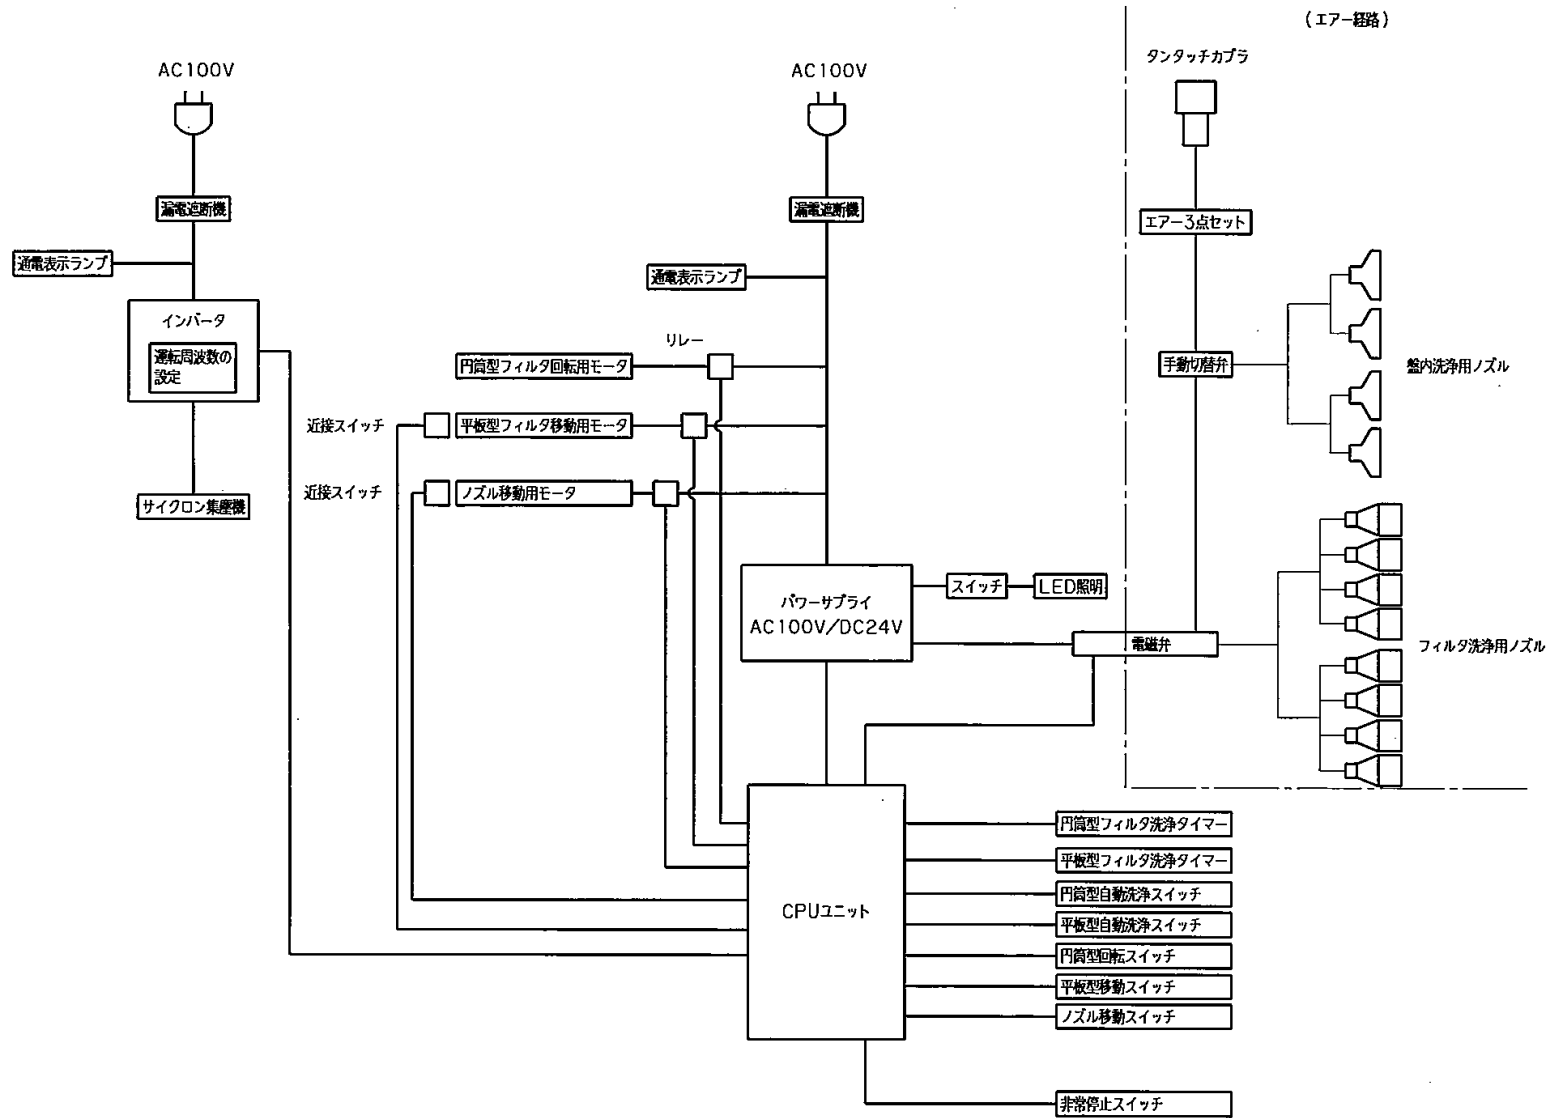 (エアー経路)
タンタッチカプラ
AC100V
AC100V
漏電遮断機
漏電遮断機
エアー3点セット
通電表示ランプ
通電表示ランプ
インバータ
運転周波数の
設定
リレー
円筒型フィルタ回転用モータ
手動切替弁
盤内洗浄用ノズル
近接スイッチ
平板型フィルタ移動用モータ
近接スイッチ
ノズル移動用モータ
サイクロン集塵機
パワーサプライ
AC100V/DC24V
スイッチ
LED照明
電磁弁
フィルタ洗浄用ノズル
CPUユニット
円筒型フィルタ洗浄タイマー
平板型フィルタ洗浄タイマー
円筒型自動洗浄スイッチ
平板型自動洗浄スイッチ
円筒型回転スイッチ
平板型移動スイッチ
ノズル移動スイッチ
非常停止スイッチ